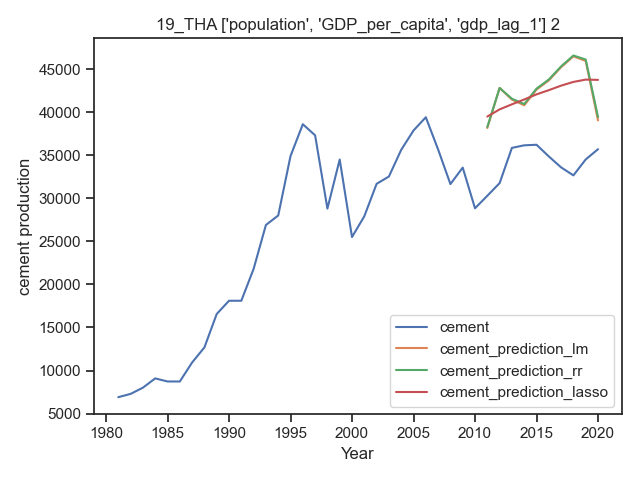 19_THA ['population', 'GDP_per_capita', 'gdp_lag_1'] 2
cement production
45000
40000
35000
30000
25000
20000
15000
10000
5000
1980
1985
1990
1995
2000
2005
2010
2015
2020
Year
cement
cement_prediction_lm
cement_prediction_rr
cement_prediction_lasso